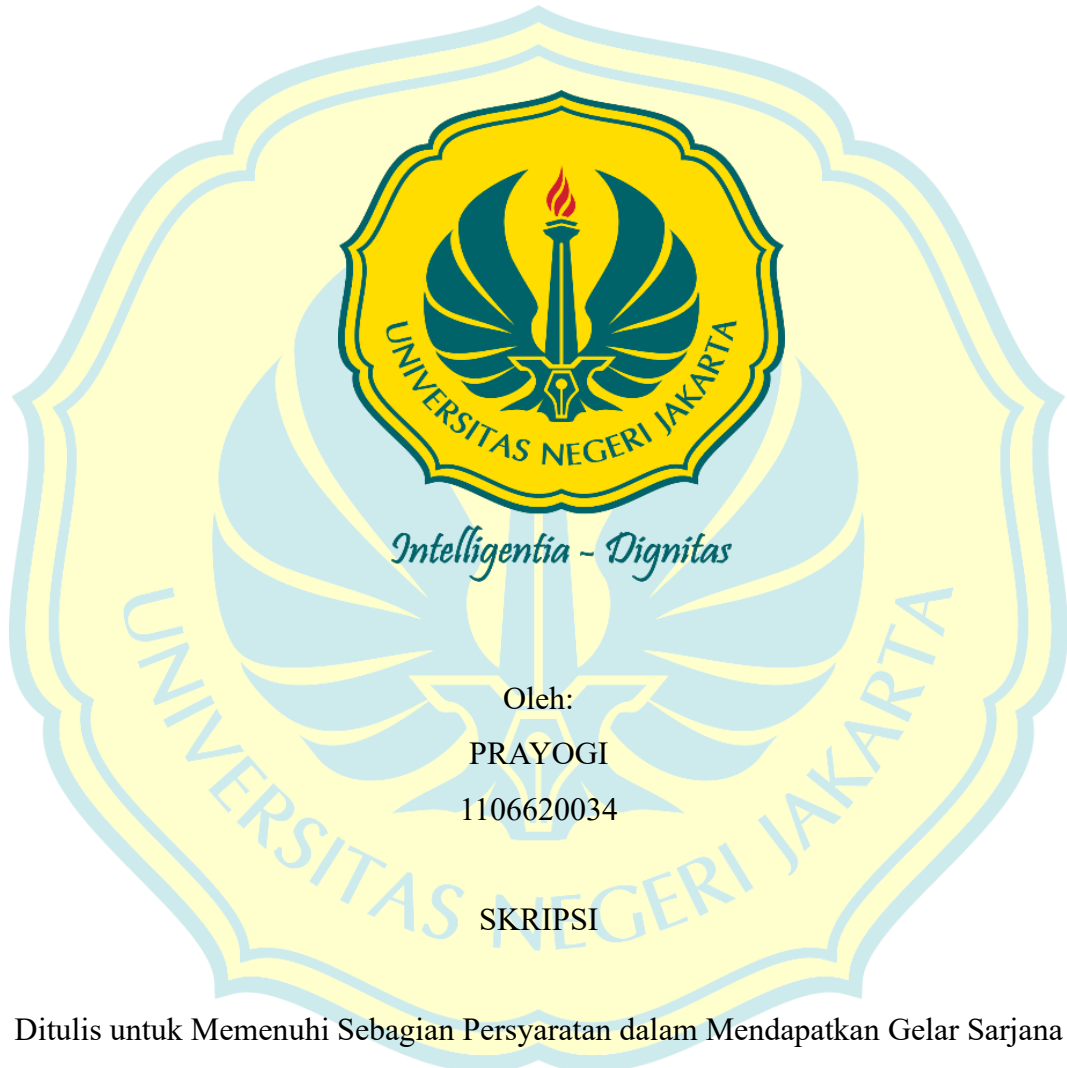 UNIVERSITAS NEGERI JAKARTA
Intelligentia - Dignitas
UNIVERSITAS NEGERI JAKARTA
Oleh:
PRAYOGI
1106620034
SKRIPSI
Ditulis untuk Memenuhi Sebagian Persyaratan dalam Mendapatkan Gelar Sarjana